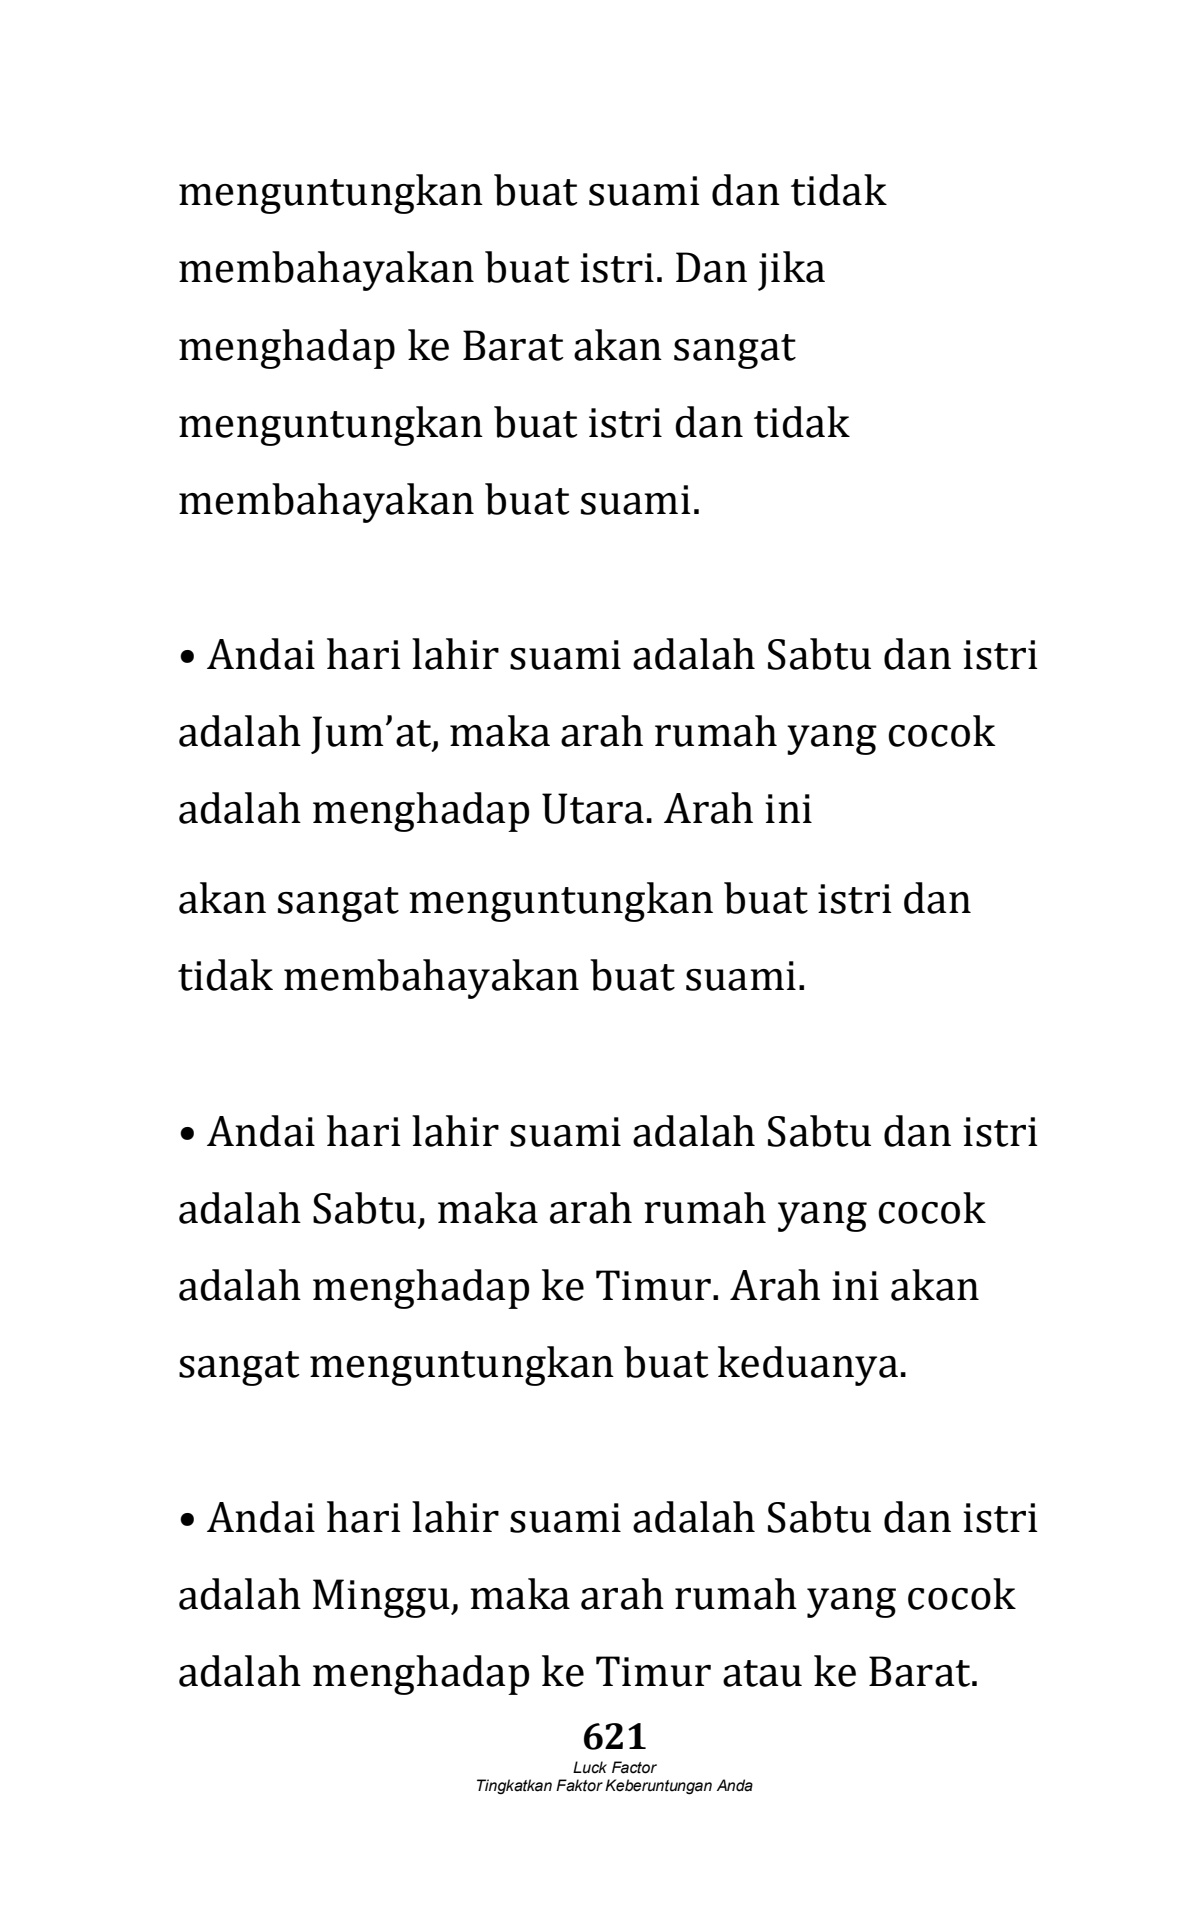 menguntungkan buat suami dan tidak
membahayakan buat istri. Dan jika
menghadap ke Barat akan sangat
menguntungkan buat istri dan tidak
membahayakan buat suami.
• Andai hari lahir suami adalah Sabtu dan istri
adalah Jum’at, maka arah rumah yang cocok
adalah menghadap Utara. Arah ini
akan sangat menguntungkan buat istri dan
tidak membahayakan buat suami.
• Andai hari lahir suami adalah Sabtu dan istri
adalah Sabtu, maka arah rumah yang cocok
adalah menghadap ke Timur. Arah ini akan
sangat menguntungkan buat keduanya.
• Andai hari lahir suami adalah Sabtu dan istri
adalah Minggu, maka arah rumah yang cocok
adalah menghadap ke Timur atau ke Barat.
621
Luck Factor
Tingkatkan Faktor Keberuntungan Anda